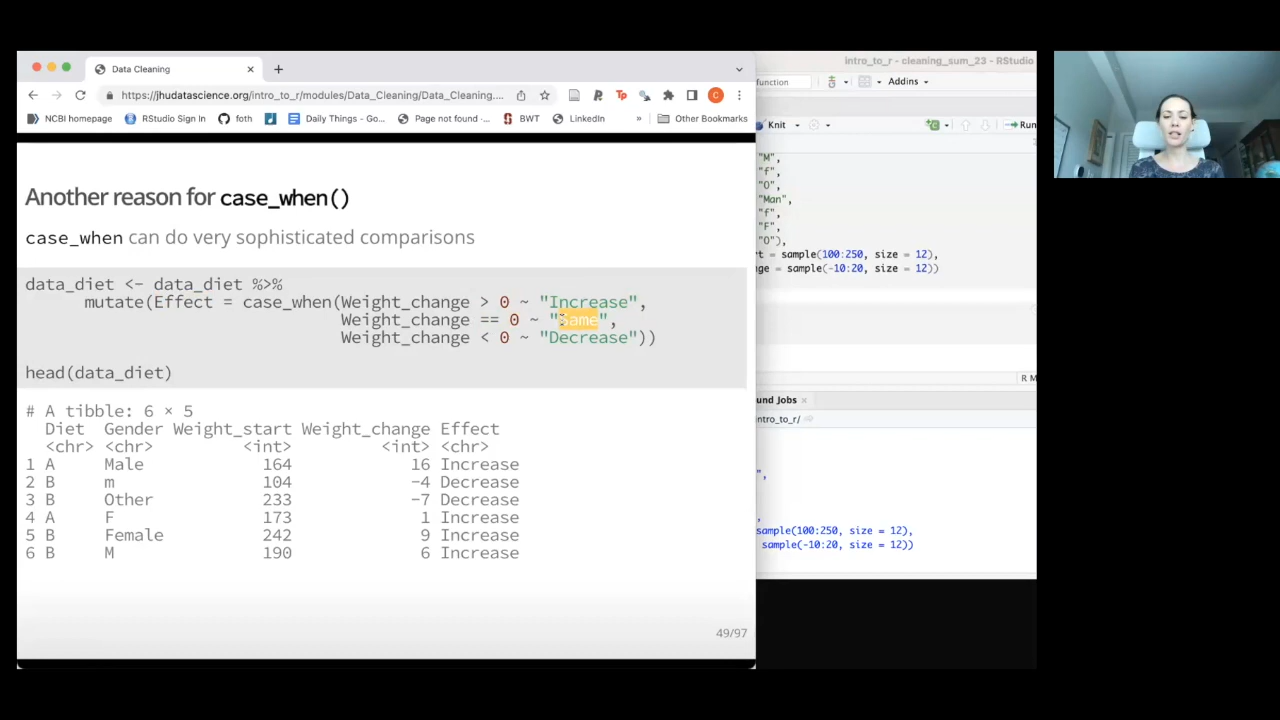 Data Cleaning
https://jhudatascience.org/intro_to_r/modules/Data_Cleaning/Data_Cleaning....
NCBI homepage RStudio Sign In foth Daily Things - Go... Page not found -... BWT LinkedIn » Other Bookmarks
Another reason for case_when()
case_when can do very sophisticated comparisons
data_diet <- data_diet %>%
mutate(Effect = case_when(Weight_change > 0 ~ "Increase",
Weight_change == 0 ~ "Same",
Weight_change < 0 ~ "Decrease"))
head(data_diet)
# A tibble: 6 × 5
Diet Gender Weight_start Weight_change Effect
<chr> <chr> <int> <int> <chr>
1 A Male 164 16 Increase
2 B m 104 -4 Decrease
3 B Other 233 -7 Decrease
4 A F 173 1 Increase
5 B Female 242 9 Increase
6 B M 190 6 Increase
49/97
intro_to_r - cleaning_sum_23 - RStudio
function Addins
Knit Run
"M",
"f",
"O",
"Man",
"f",
"F",
"O"),
rt = sample(100:250, size = 12),
ge = sample(-10:20, size = 12))
R M
und Jobs
intro_to_r/
",
,
sample(100:250, size = 12),
sample(-10:20, size = 12))